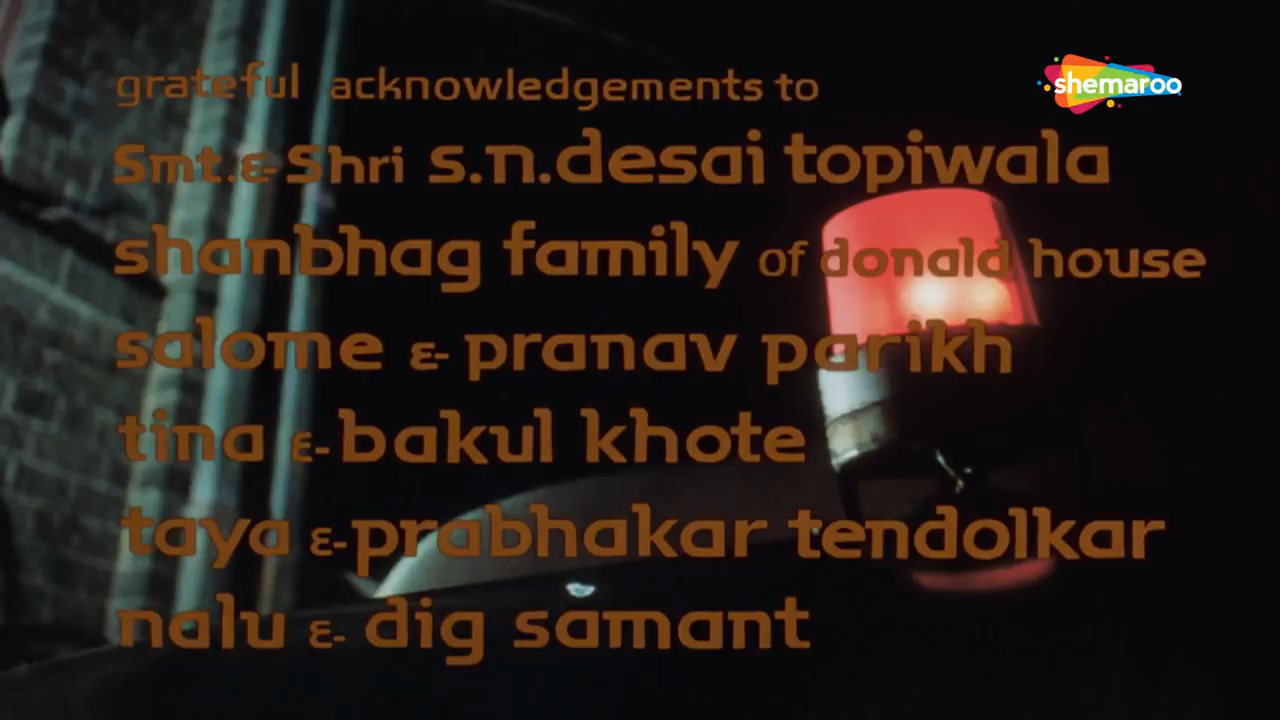 grateful acknowledgements to
shemaroo
Smt. & Shri s.n.desai topiwala
shanbhag family of donald house
salome & pranav parikh
tina & bakul khote
taya & prabhakar tendolkar
nalu & dig samant